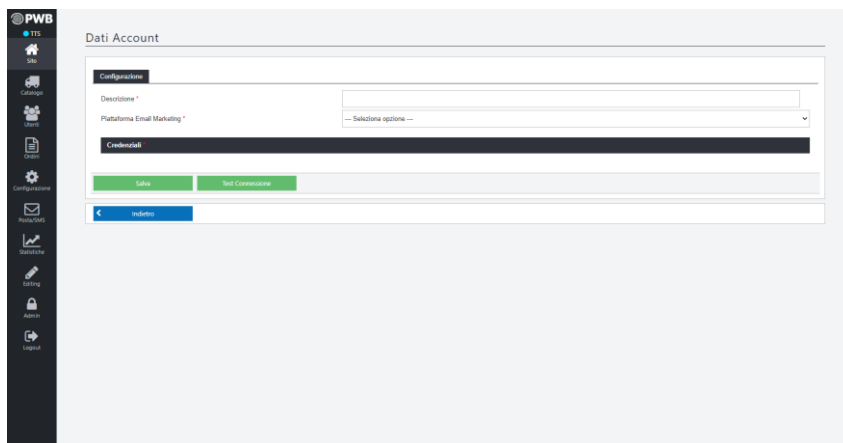 PWB
TTS
Sito
Catalogo
Utenti
Ordini
Configurazione
Posta/SMS
Statistiche
Editing
Admin
Logout
Dati Account
Configurazione
Descrizione *
Piattaforma Email Marketing *
--- Seleziona opzione ---
Credenziali *
Salva
Test Connessione
Indietro